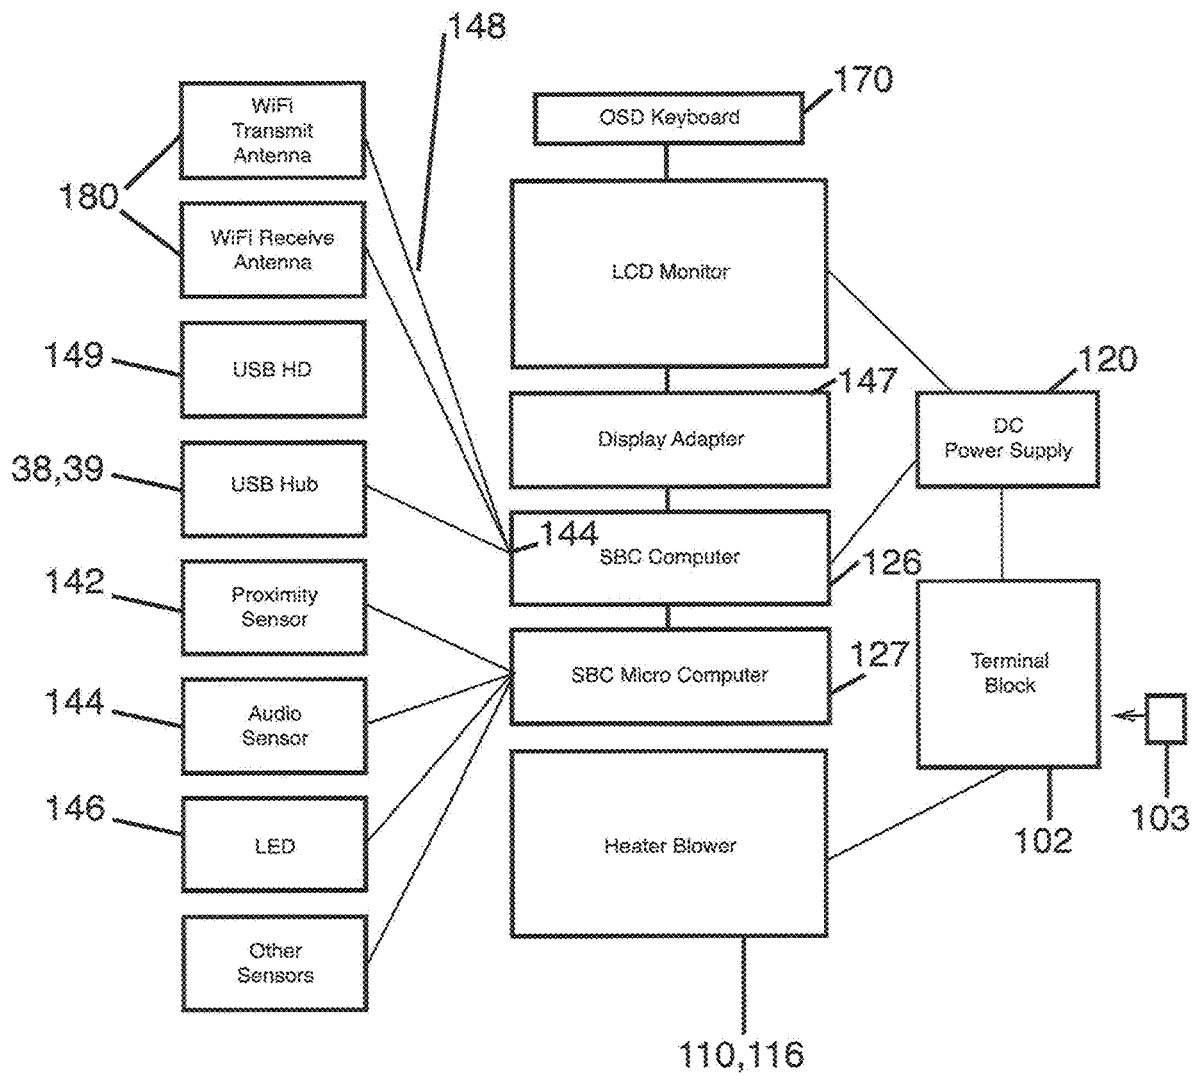 148
WiFi
Transmit
Antenna
180
WiFi Receive
Antenna
149
USB HD
38,39
USB Hub
142
Proximity
Sensor
144
Audio
Sensor
146
LED
Other
Sensors
OSD Keyboard
170
LCD Monitor
147
Display Adapter
144
SBC Computer
126
SBC Micro Computer
127
Heater Blower
110,116
120
DC
Power Supply
Terminal
Block
102
103